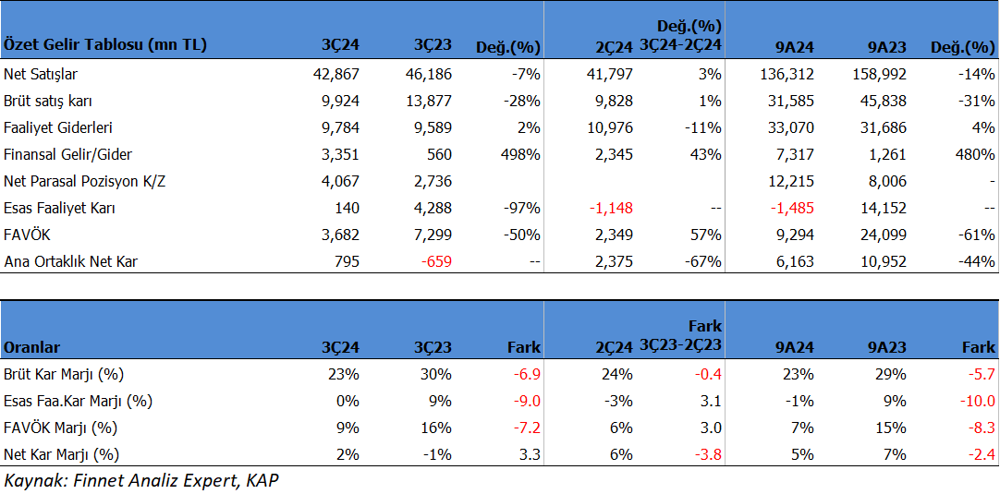 Özet Gelir Tablosu (mn TL) 3Ç24 3Ç23 Değ.(%) 2Ç24 Değ.(%) 3Ç24-2Ç24 9A24 9A23 Değ.(%)
Net Satışlar 42,867 46,186 -7% 41,797 3% 136,312 158,992 -14%
Brüt satış karı 9,924 13,877 -28% 9,828 1% 31,585 45,838 -31%
Faaliyet Giderleri 9,784 9,589 2% 10,976 -11% 33,070 31,686 4%
Finansal Gelir/Gider 3,351 560 498% 2,345 43% 7,317 1,261 480%
Net Parasal Pozisyon K/Z 4,067 2,736 12,215 8,006 -
Esas Faaliyet Karı 140 4,288 -97% -1,148 -- -1,485 14,152 --
FAVÖK 3,682 7,299 -50% 2,349 57% 9,294 24,099 -61%
Ana Ortaklık Net Kar 795 -659 -- 2,375 -67% 6,163 10,952 -44%
Oranlar 3Ç24 3Ç23 Fark 2Ç24 Fark 3Ç23-2Ç23 9A24 9A23 Fark
Brüt Kar Marjı (%) 23% 30% -6.9 24% -0.4 23% 29% -5.7
Esas Faa.Kar Marjı (%) 0% 9% -9.0 -3% 3.1 -1% 9% -10.0
FAVÖK Marjı (%) 9% 16% -7.2 6% 3.0 7% 15% -8.3
Net Kar Marjı (%) 2% -1% 3.3 6% -3.8 5% 7% -2.4
Kaynak: Finnet Analiz Expert, KAP